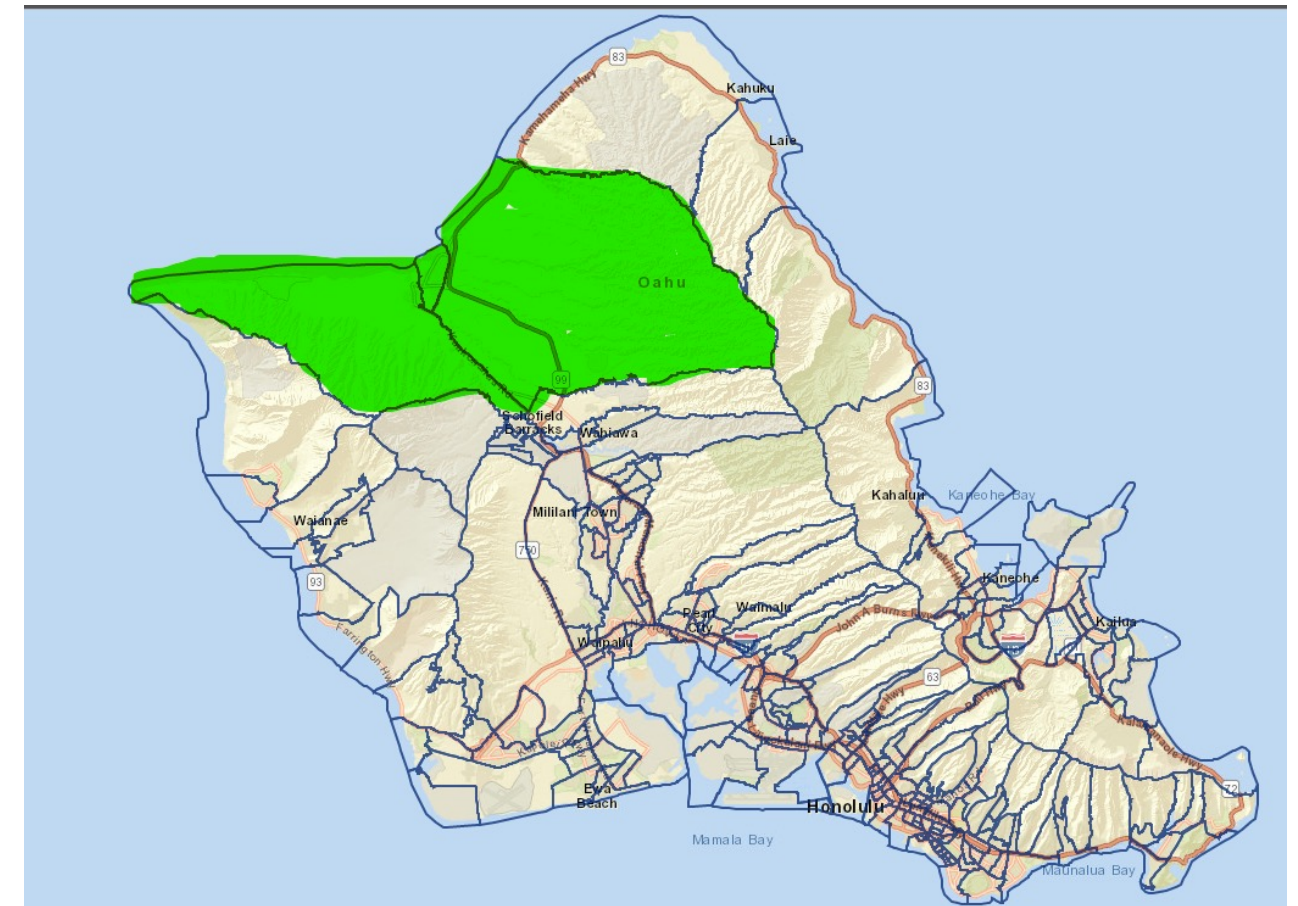 83
Kamehameha Hwy
Kahuku
Laie
Oahu
99
Schofield
Barracks
Wahiawa
83
Kahaluu
Kaneohe Bay
Waianae
Mililani Town
750
93
Kaneohe
Pearl
City
Waimalu
John A Burns Fwy
Kailua
Farrington Hwy
Waipahu
63
Pali Hwy
Kalanianaole Hwy
Ewa
Beach
Honolulu
72
Mamala Bay
Maunalua Bay